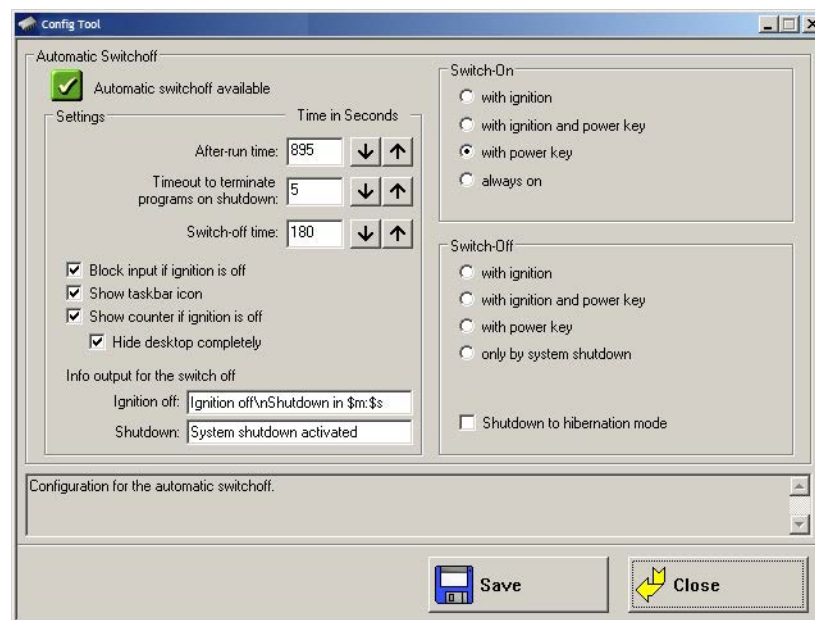 Config Tool
Automatic Switchoff
Automatic switchoff available
Settings
Time in Seconds
After-run time: 895
Timeout to terminate
programs on shutdown: 5
Switch-off time: 180
Block input if ignition is off
Show taskbar icon
Show counter if ignition is off
Hide desktop completely
Info output for the switch off
Ignition off: Ignition off\nShutdown in $m:$s
Shutdown: System shutdown activated
Switch-On
with ignition
with ignition and power key
with power key
always on
Switch-Off
with ignition
with ignition and power key
with power key
only by system shutdown
Shutdown to hibernation mode
Configuration for the automatic switchoff.
Save
Close